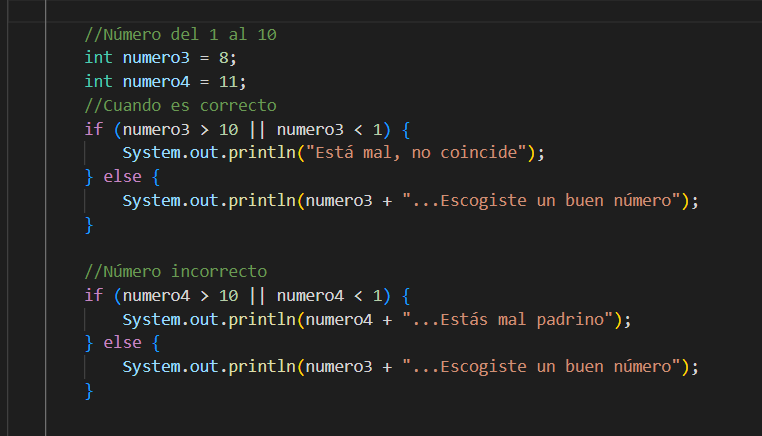 //Número del 1 al 10
int numero3 = 8;
int numero4 = 11;
//Cuando es correcto
if (numero3 > 10 || numero3 < 1) {
System.out.println("Está mal, no coincide");
} else {
System.out.println(numero3 + "...Escogiste un buen número");
}
//Número incorrecto
if (numero4 > 10 || numero4 < 1) {
System.out.println(numero4 + "...Estás mal padrino");
} else {
System.out.println(numero3 + "...Escogiste un buen número");
}